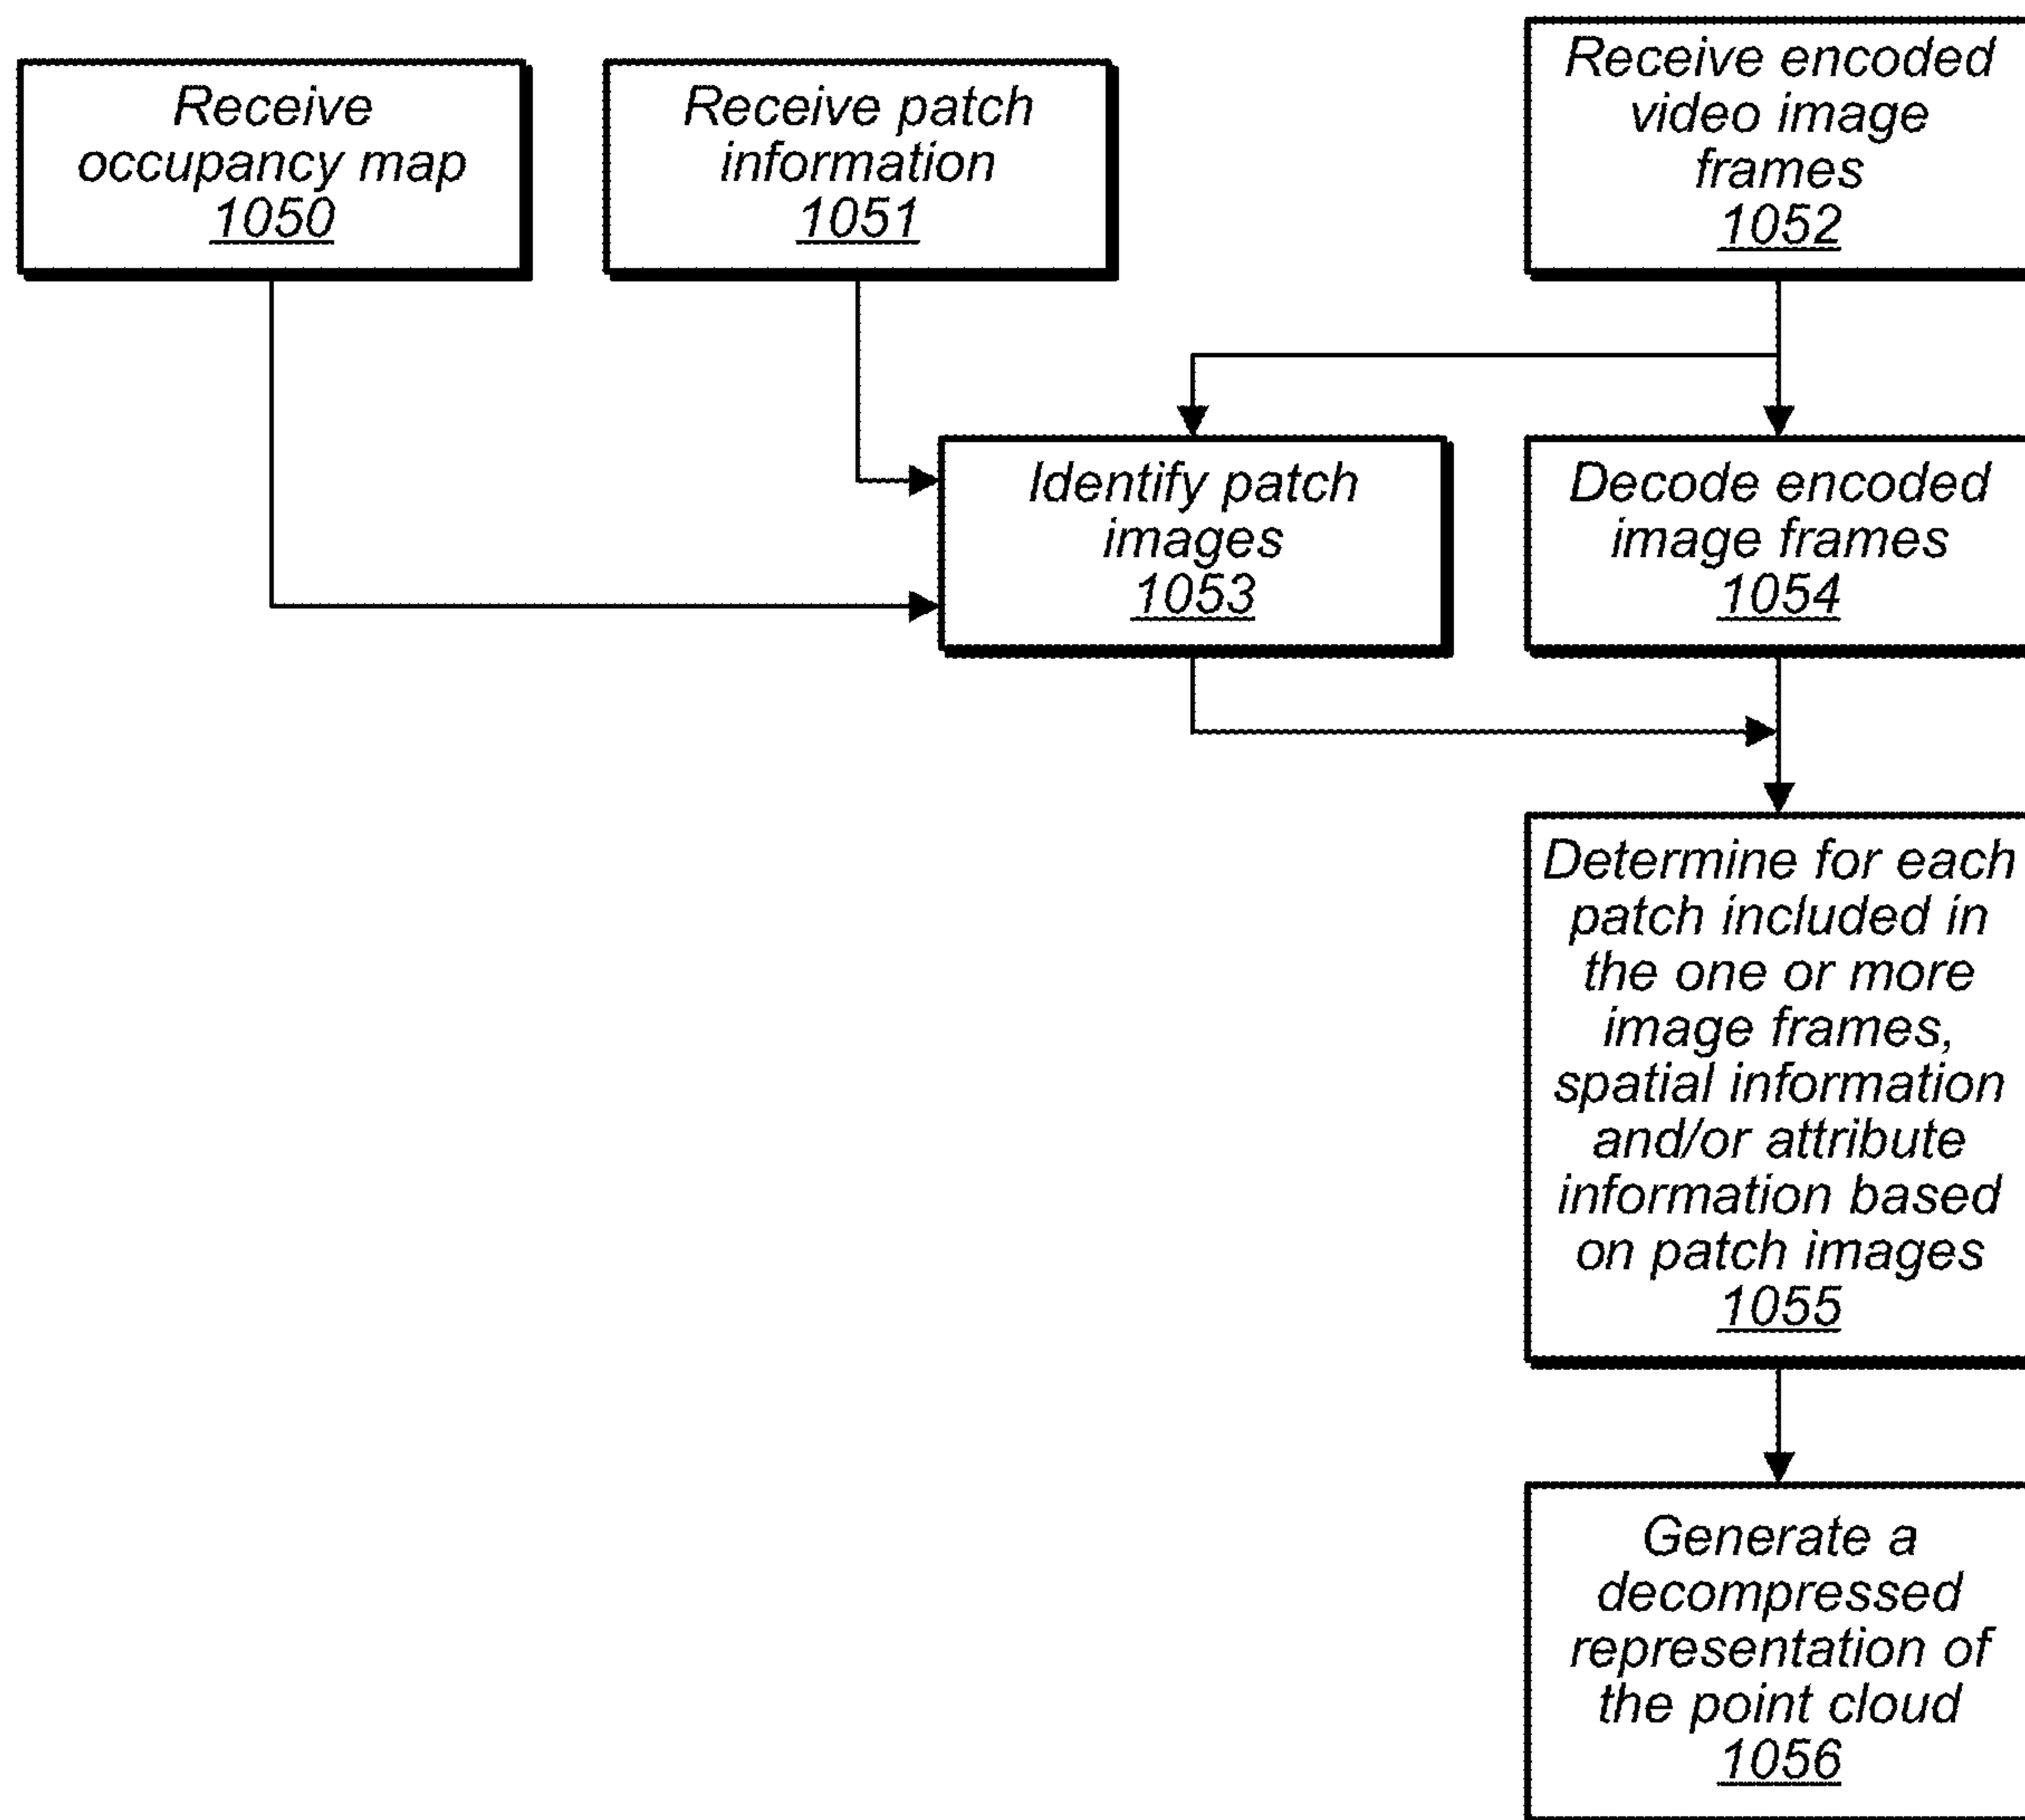 Receive
occupancy map
1050
Receive patch
information
1051
Receive encoded
video image
frames
1052
Identify patch
images
1053
Decode encoded
image frames
1054
Determine for each
patch included in
the one or more
image frames,
spatial information
and/or attribute
information based
on patch images
1055
Generate a
decompressed
representation of
the point cloud
1056